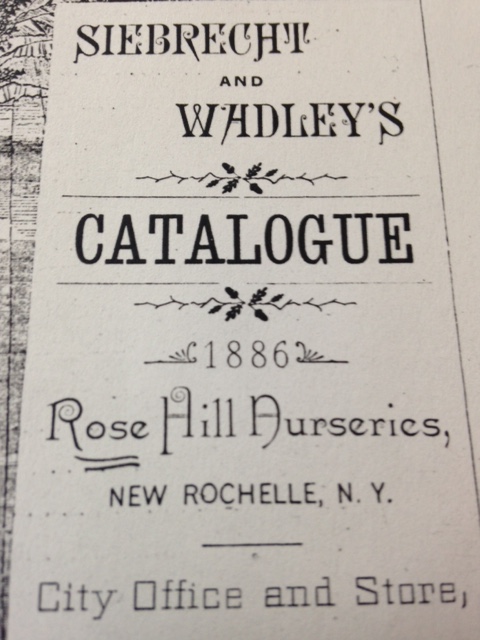 SIEBRECHT
AND
WADLEY'S
CATALOGUE
1886
Rose Hill Nurseries,
NEW ROCHELLE, N. Y.
City Office and Store,